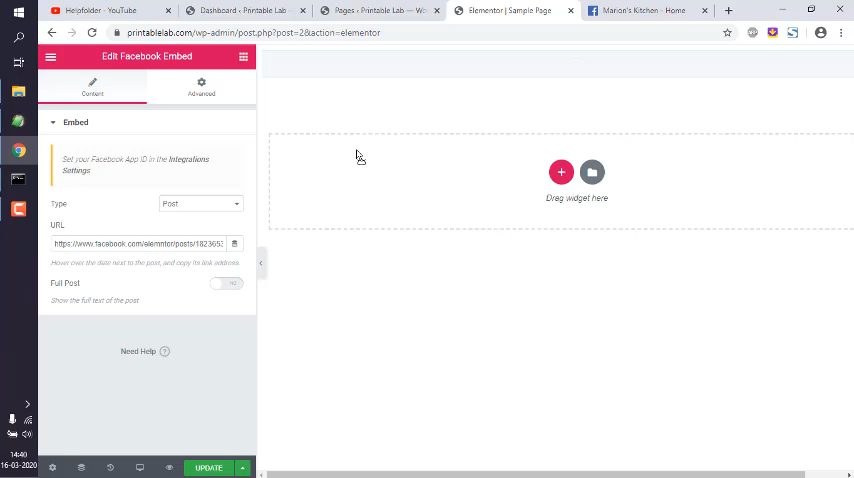 Helpfolder - YouTube
Dashboard ‹ Printable Lab —
Pages ‹ Printable Lab — Wo
Elementor | Sample Page
Marion's Kitchen - Home
printablelab.com/wp-admin/post.php?post=2&action=elementor
Edit Facebook Embed
Content
Advanced
Embed
Set your Facebook App ID in the Integrations
Settings
Type
Post
URL
https://www.facebook.com/elemntor/posts/1823653
Hover over the date next to the post, and copy its link address.
Full Post
NO
Show the full text of the post
Need Help ?
Drag widget here
UPDATE
14:40
16-03-2020